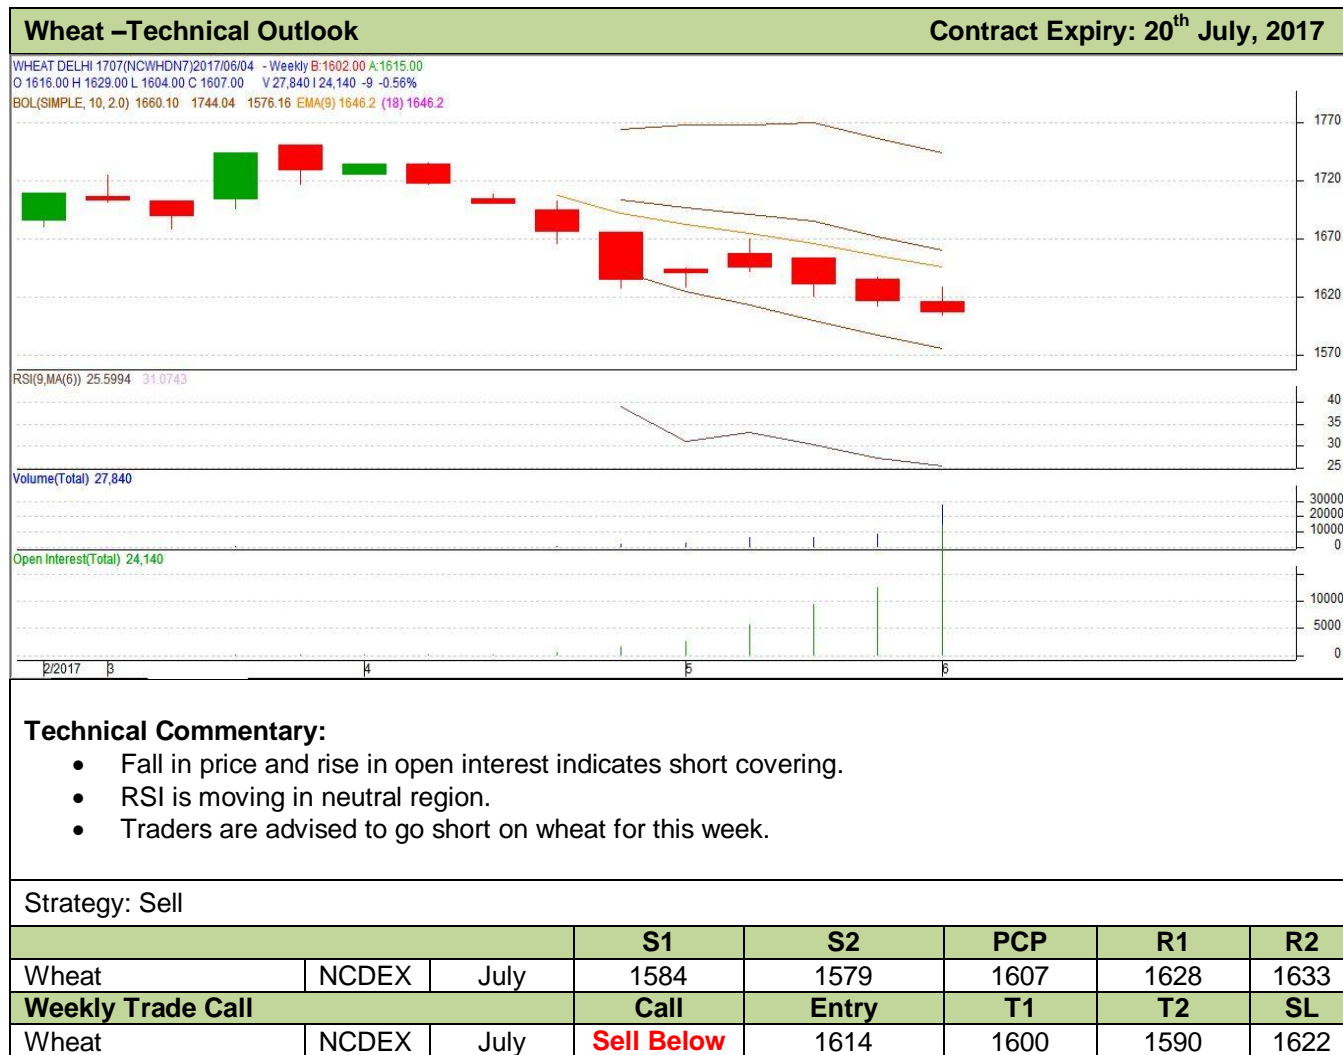 Wheat –Technical Outlook Contract Expiry: 20th July, 2017
WHEAT DELHI 1707(NCWHDN7)2017/06/04 - Weekly B:1602.00 A:1615.00
O 1616.00 H 1629.00 L 1604.00 C 1607.00 V 27,840 I 24,140 -9 -0.56%
BOL(SIMPLE, 10, 2.0) 1660.10 1744.04 1576.16 EMA(9) 1646.2 (18) 1646.2
1770
1720
1670
1620
1570
RSI(9,MA(6)) 25.5994 31.0743
40
35
30
25
Volume(Total) 27,840
30000
20000
10000
0
Open Interest(Total) 24,140
10000
5000
0
2/2017 3 4 5 6
Technical Commentary:
• Fall in price and rise in open interest indicates short covering.
• RSI is moving in neutral region.
• Traders are advised to go short on wheat for this week.
Strategy: Sell
S1 S2 PCP R1 R2
Wheat NCDEX July 1584 1579 1607 1628 1633
Weekly Trade Call Call Entry T1 T2 SL
Wheat NCDEX July Sell Below 1614 1600 1590 1622